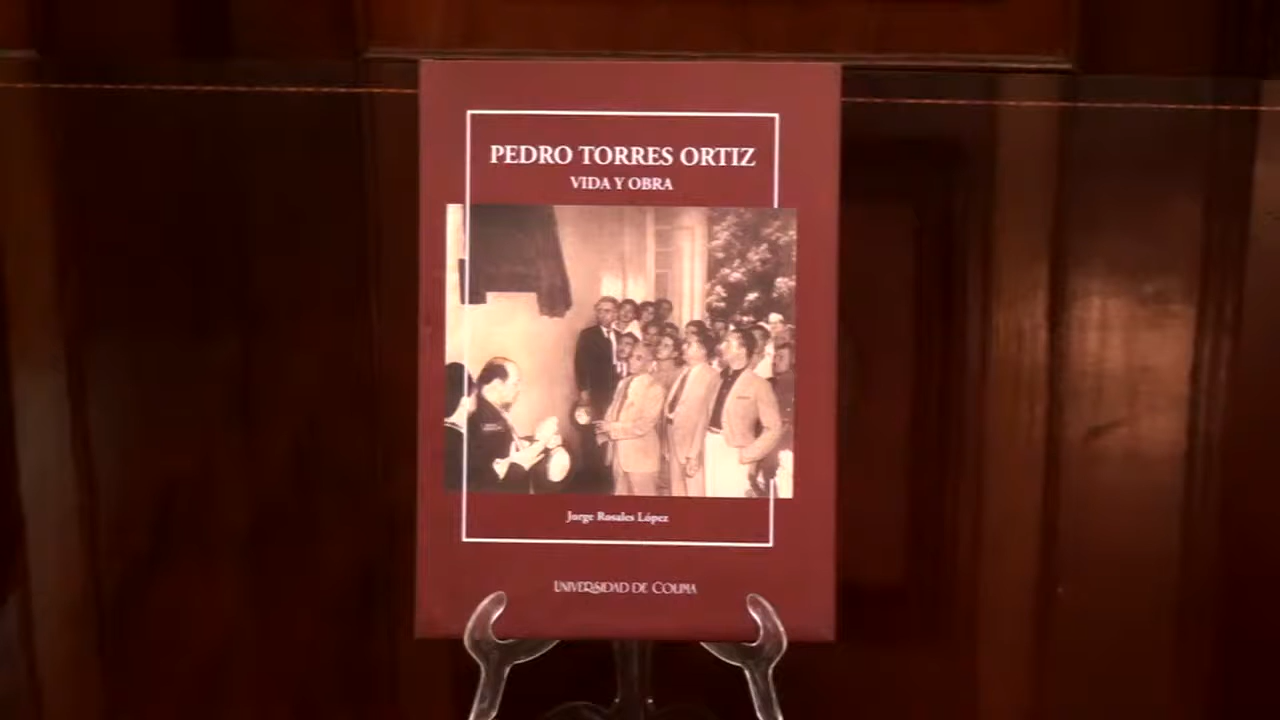 PEDRO TORRES ORTIZ
VIDA Y OBRA
Jorge Rosales López
UNIVERSIDAD DE COLIMA